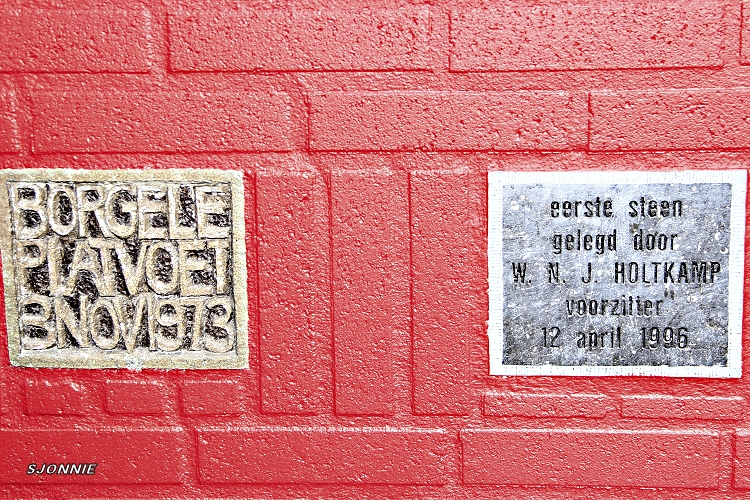 BORGELE
PLATVOET
3 NOV 1973
eerste steen
gelegd door
W. N. J. HOLTKAMP
voorzitter
12 april 1996
SJONNIE